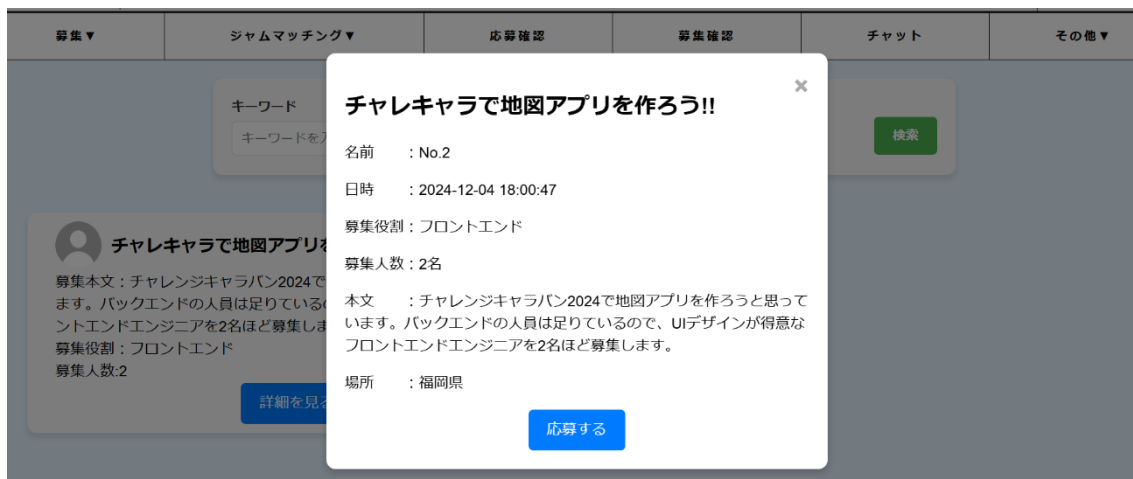 募集▼
ジャムマッチング▼
応募確認
募集確認
チャット
その他▼
キーワード
キーワードを
検索
チャレキャラで地図アプリ
募集本文：チャレンジキャラバン2024で
ます。バックエンドの人員は足りている
ントエンドエンジニアを2名ほど募集しま
募集役割：フロントエンド
募集人数:2
詳細を見
×
チャレキャラで地図アプリを作ろう!!
名前　　：No.2
日時　　：2024-12-04 18:00:47
募集役割：フロントエンド
募集人数：2名
本文　　：チャレンジキャラバン2024で地図アプリを作ろうと思って
います。バックエンドの人員は足りているので、UIデザインが得意な
フロントエンドエンジニアを2名ほど募集します。
場所　　：福岡県
応募する